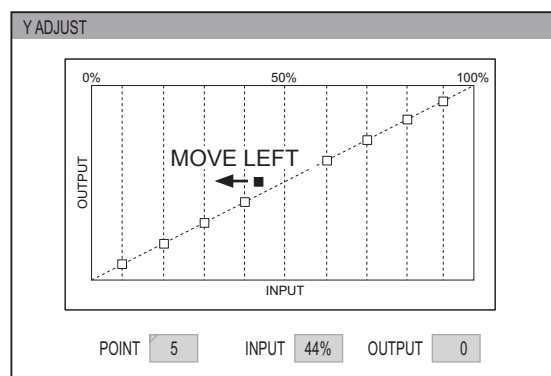 Y ADJUST
0% 50% 100%
MOVE LEFT
OUTPUT
INPUT
POINT 5 INPUT 44% OUTPUT 0